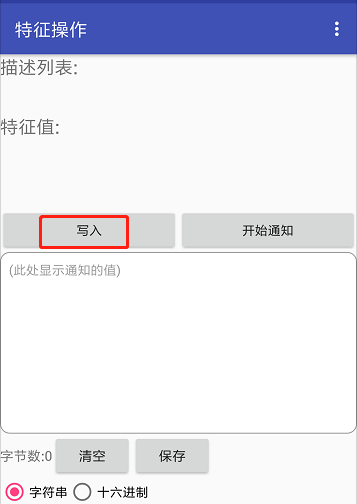 特征操作
描述列表:
特征值:
写入 开始通知
(此处显示通知的值)
字节数:0 清空 保存
字符串 十六进制